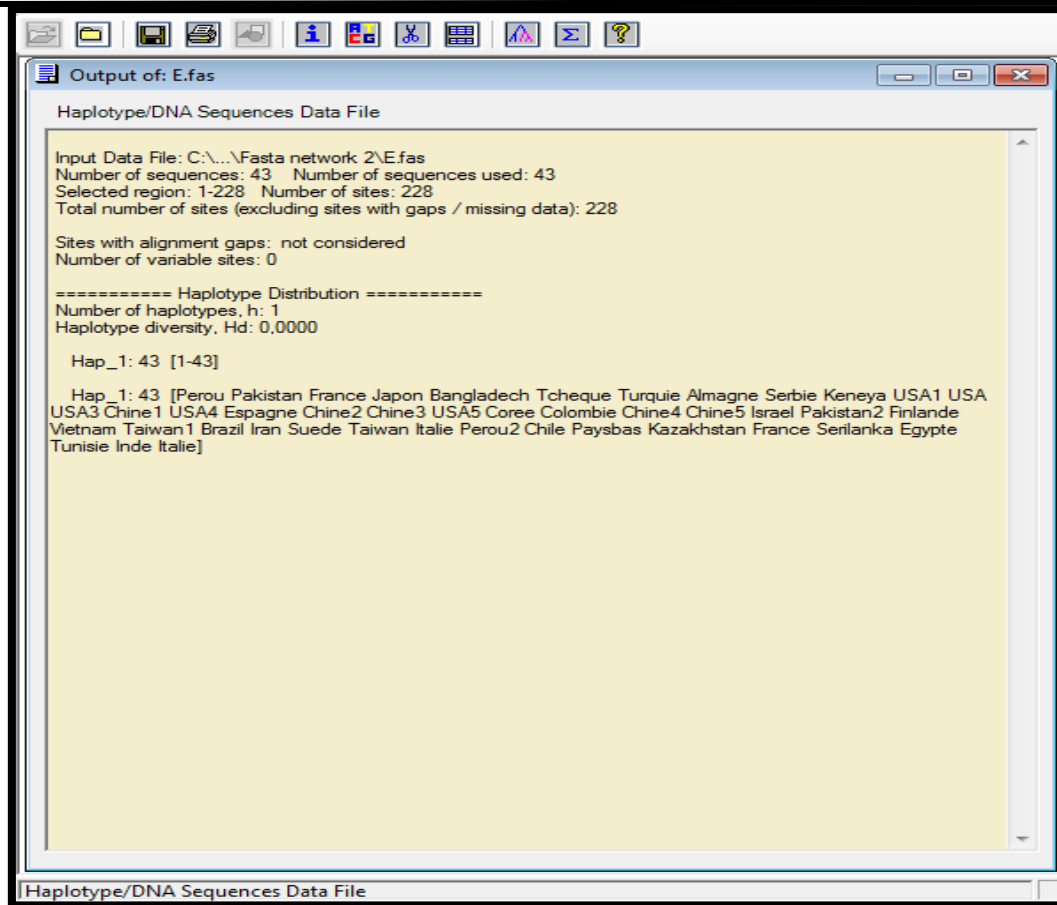 Output of: E.fas
Haplotype/DNA Sequences Data File
Input Data File: C:\...\Fasta network 2\E.fas
Number of sequences: 43 Number of sequences used: 43
Selected region: 1-228 Number of sites: 228
Total number of sites (excluding sites with gaps / missing data): 228
Sites with alignment gaps: not considered
Number of variable sites: 0
=========== Haplotype Distribution ===========
Number of haplotypes, h: 1
Haplotype diversity, Hd: 0,0000
Hap_1: 43 [1-43]
Hap_1: 43 [Perou Pakistan France Japon Bangladech Tcheque Turquie Almagne Serbie Keneya USA1 USA
USA3 Chine1 USA4 Espagne Chine2 Chine3 USA5 Coree Colombie Chine4 Chine5 Israel Pakistan2 Finlande
Vietnam Taiwan1 Brazil Iran Suede Taiwan Italie Perou2 Chile Paysbas Kazakhstan France Serilanka Egypte
Tunisie Inde Italie]
Haplotype/DNA Sequences Data File